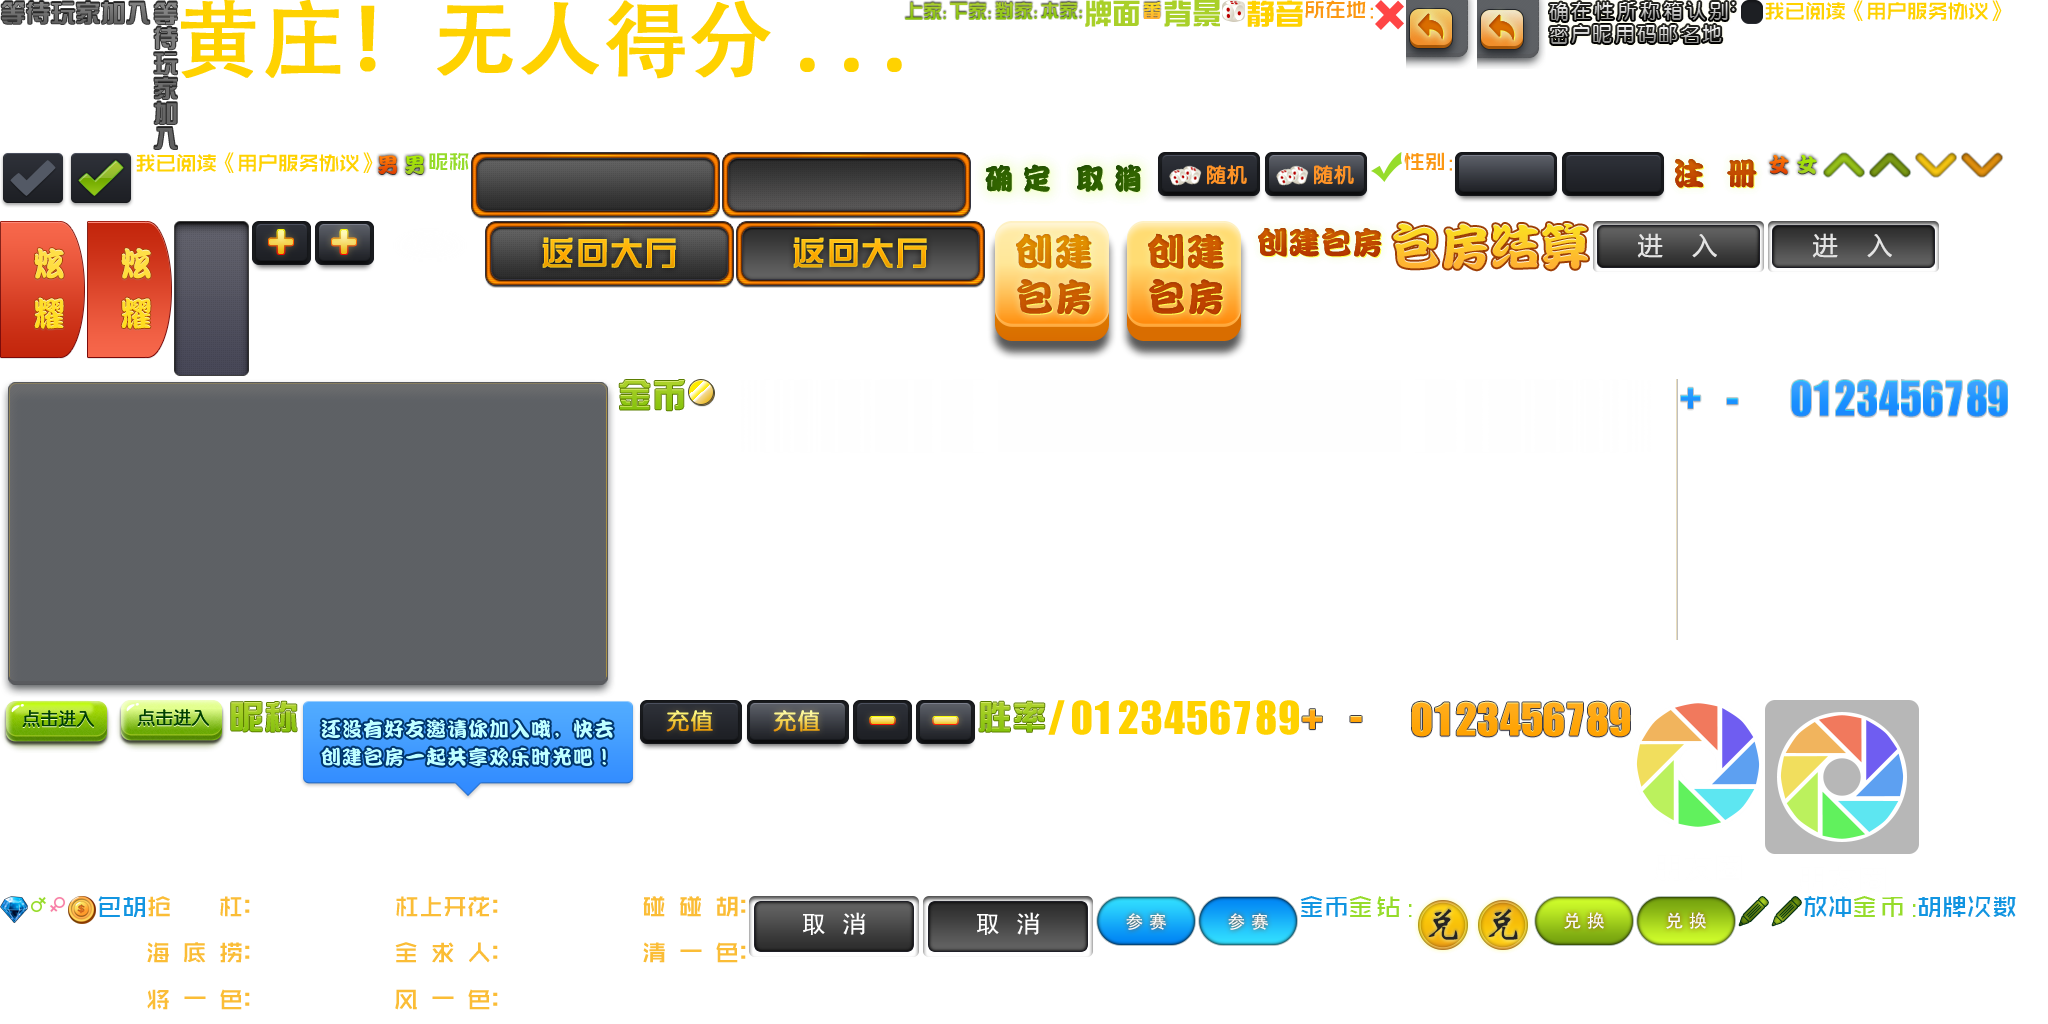 等待玩家加入
等待玩家加入
黄庄！无人得分...
上家:下家:对家:本家:牌面番背景静音所在地:
确在性所称箱认别:
密户昵用码邮名地
我已阅读《用户服务协议》
我已阅读《用户服务协议》男男昵称
确定 取消
随机
随机
性别:
注 册
女女
炫耀
炫耀
返回大厅
返回大厅
创建包房
创建包房
创建包房
包房结算
进 入
进 入
金币
+ - 0123456789
点击进入
点击进入
昵称
还没有好友邀请你加入哦，快去
创建包房一起共享欢乐时光吧！
充值
充值
胜率/0123456789+ - 0123456789
包胡抢 杠:
杠上开花:
碰碰胡:
取 消
取 消
参赛
参赛
金币金钻:
兑
兑
兑换
兑换
放冲金币:胡牌次数
海底捞:
全求人:
清一色:
将一色:
风一色: